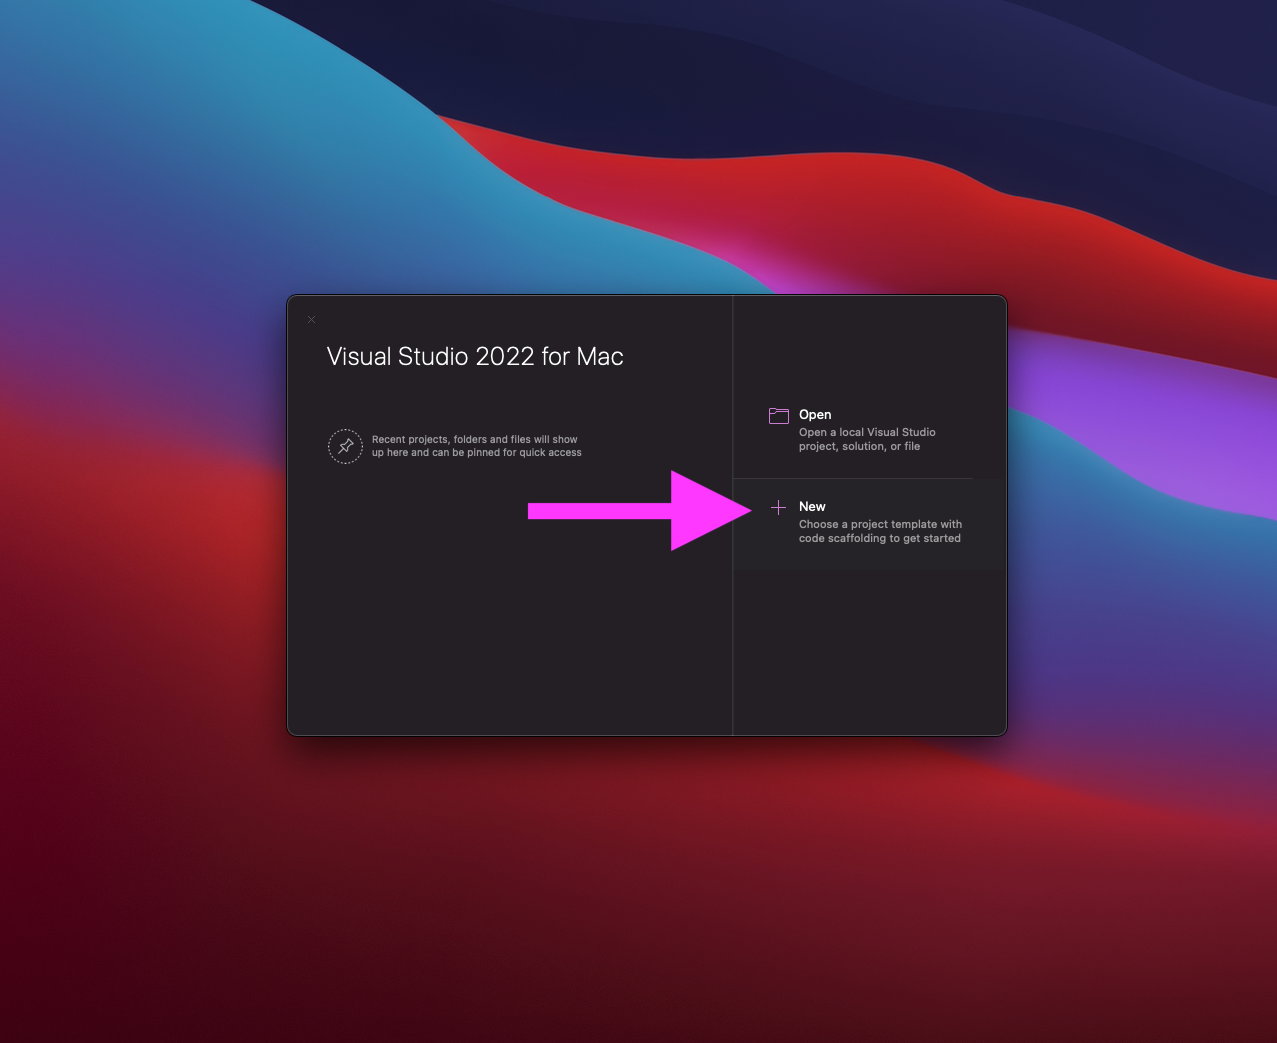 Visual Studio 2022 for Mac
Recent projects, folders and files will show
up here and can be pinned for quick access
Open
Open a local Visual Studio
project, solution, or file
New
Choose a project template with
code scaffolding to get started